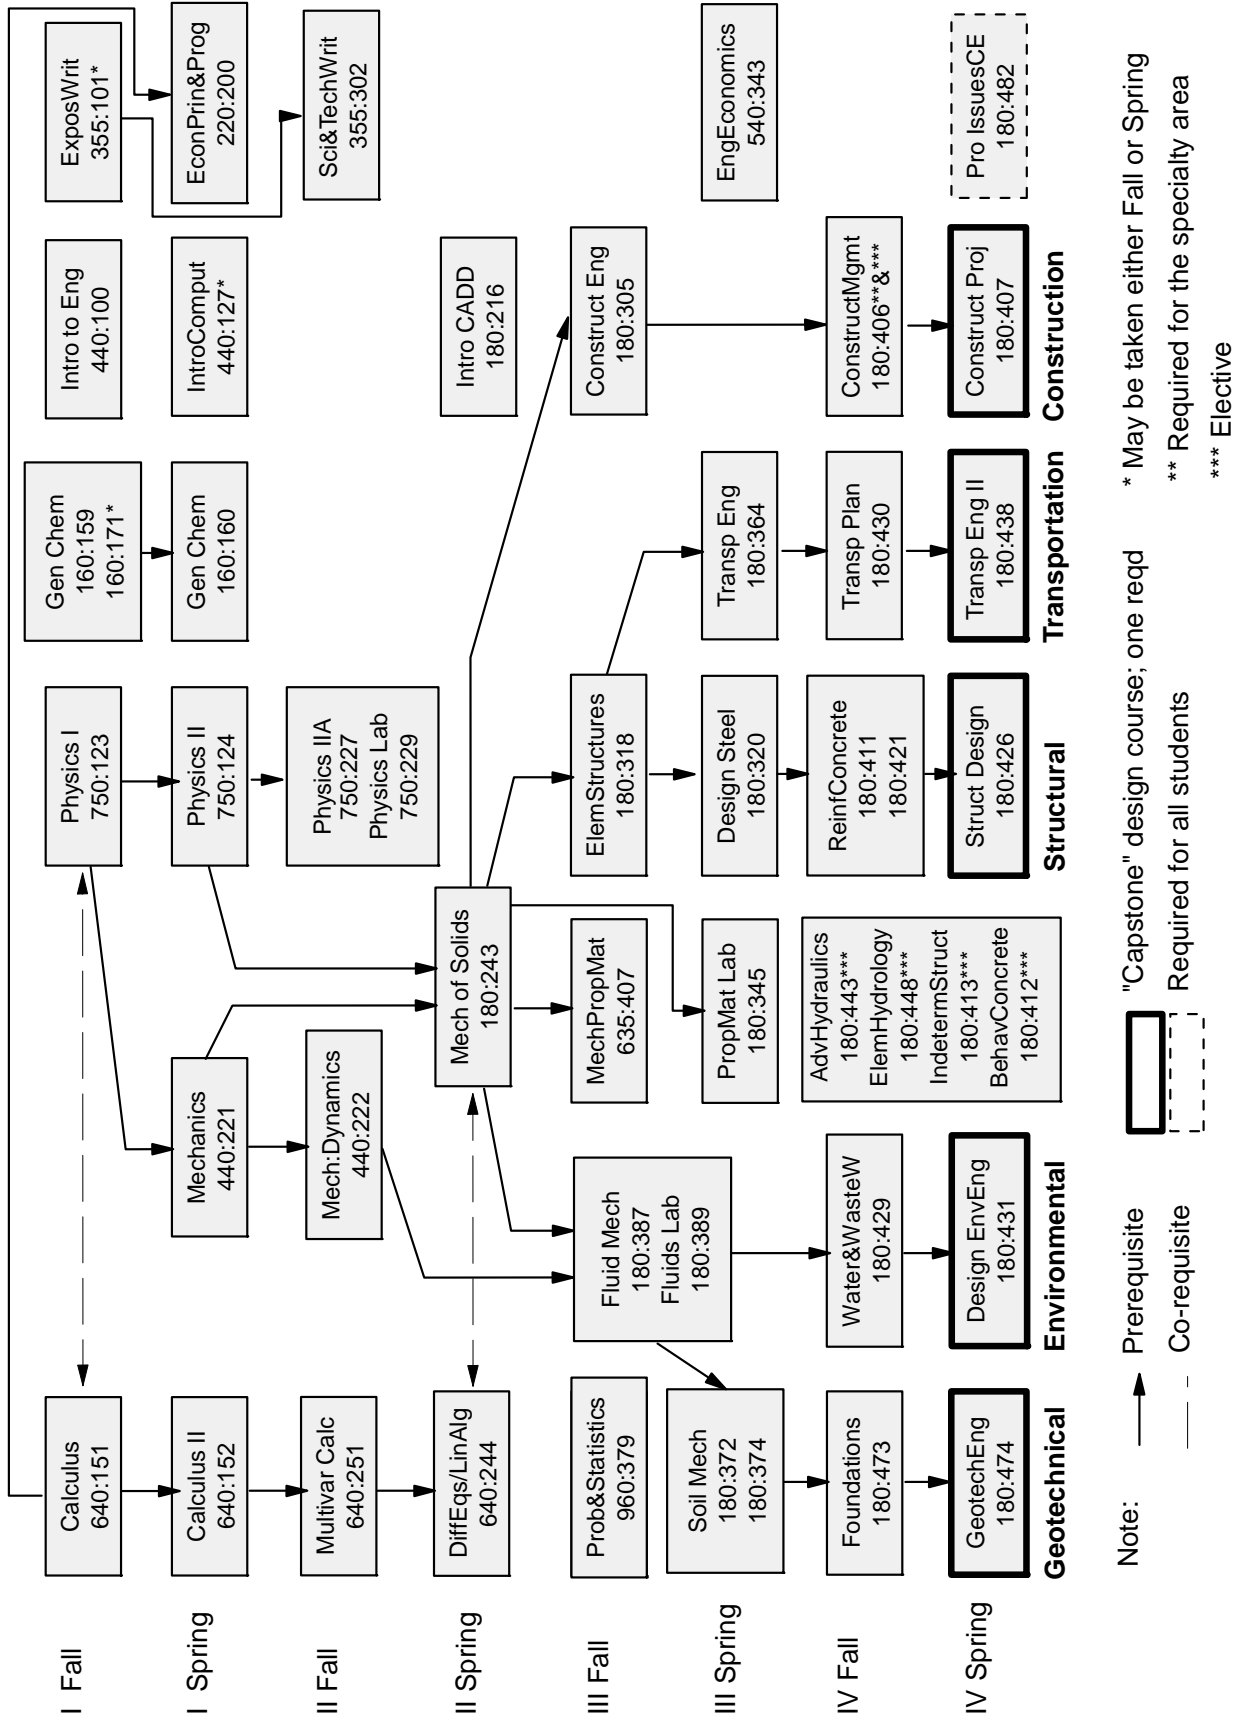 I  Fall
Calculus
640:151
Physics I
750:123
Gen Chem
160:159
160:171*
Intro to Eng
440:100
ExposWrit
355:101*
I  Spring
Calculus II
640:152
Mechanics
440:221
Physics II
750:124
Gen Chem
160:160
IntroComput
440:127*
EconPrin&Prog
220:200
II Fall
Multivar Calc
640:251
Mech:Dynamics
440:222
Physics IIA
750:227
Physics Lab
750:229
Sci&TechWrit
355:302
II Spring
DiffEqs/LinAlg
640:244
Mech of Solids
180:243
Intro CADD
180:216
III Fall
Prob&Statistics
960:379
Fluid Mech
180:387
Fluids Lab
180:389
MechPropMat
635:407
ElemStructures
180:318
Construct Eng
180:305
III Spring
Soil Mech
180:372
180:374
PropMat Lab
180:345
Design Steel
180:320
Transp Eng
180:364
EngEconomics
540:343
IV Fall
Foundations
180:473
Water&WasteW
180:429
AdvHydraulics
180:443***
ElemHydrology
180:448***
IndetermStruct
180:413***
BehavConcrete
180:412***
ReinfConcrete
180:411
180:421
Transp Plan
180:430
ConstructMgmt
180:406**&***
IV Spring
GeotechEng
180:474
Design EnvEng
180:431
Struct Design
180:426
Transp Eng II
180:438
Construct Proj
180:407
Pro IssuesCE
180:482
Geotechnical
Environmental
Structural
Transportation
Construction
Note:
Prerequisite
Co-requisite
"Capstone" design course; one reqd
Required for all students
* May be taken either Fall or Spring
** Required for the specialty area
*** Elective